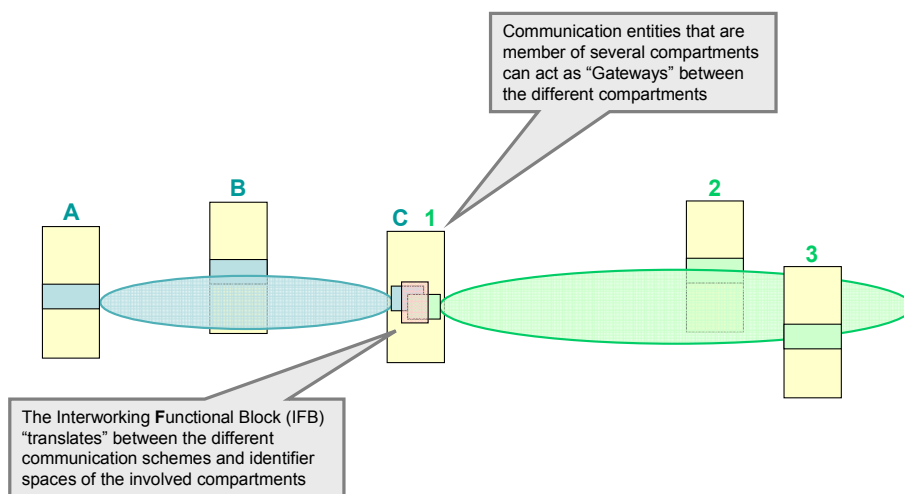 Communication entities that are
member of several compartments
can act as “Gateways” between
the different compartments
A
B
C 1
2
3
The Interworking Functional Block (IFB)
“translates” between the different
communication schemes and identifier
spaces of the involved compartments